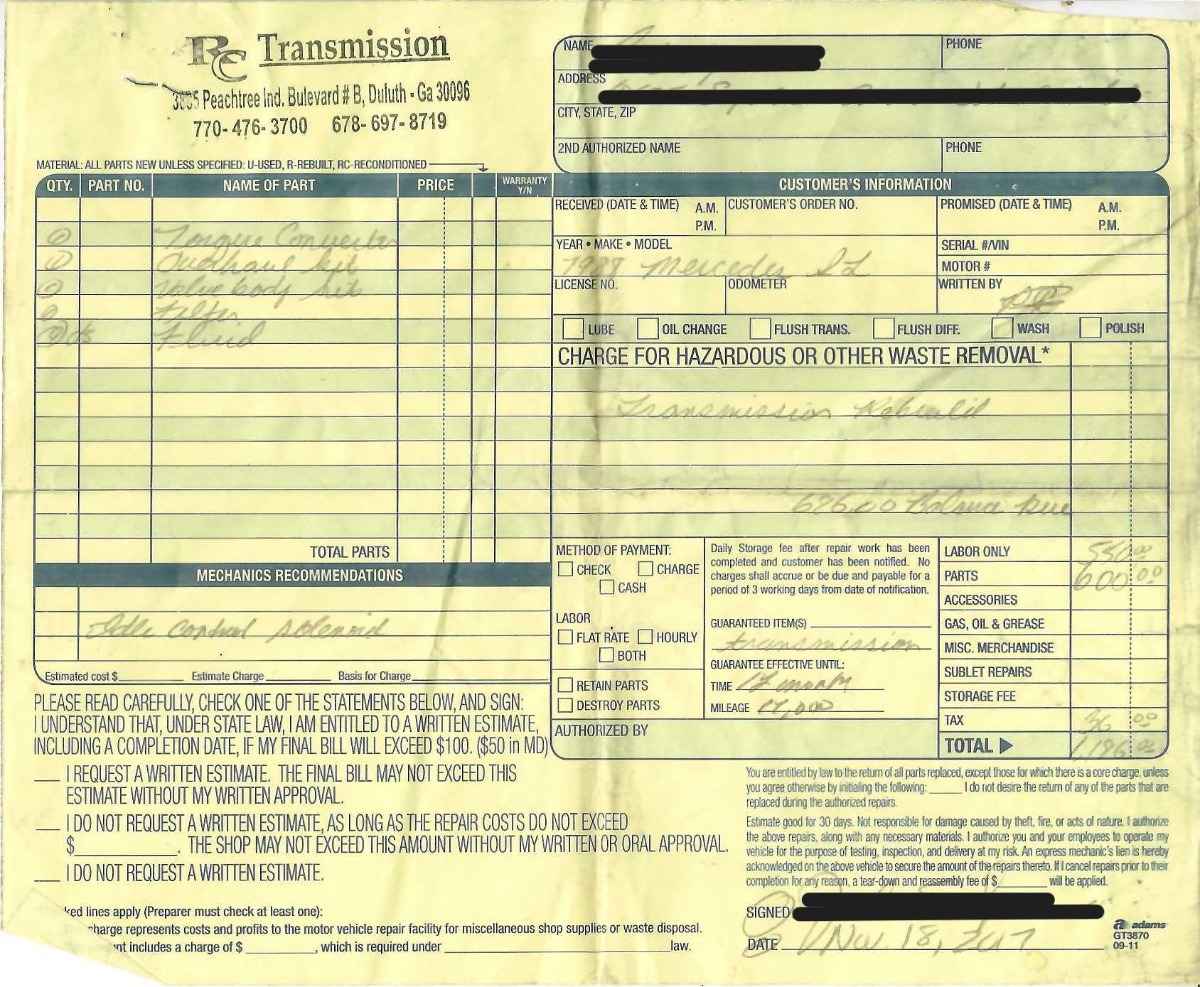 RC Transmission
Peachtree Ind. Bulevard # B, Duluth - Ga 30096
770- 476- 3700 678- 697- 8719
NAME
PHONE
ADDRESS
CITY, STATE, ZIP
2ND AUTHORIZED NAME
PHONE
MATERIAL: ALL PARTS NEW UNLESS SPECIFIED: U-USED, R-REBUILT, RC-RECONDITIONED
QTY. PART NO. NAME OF PART PRICE WARRANTY Y/N
Torque Converter
Overhaul kit
Valve body kit
Filter
Fluid
TOTAL PARTS
MECHANICS RECOMMENDATIONS
Idle control solenoid
Estimated cost $ Estimate Charge Basis for Charge
CUSTOMER'S INFORMATION
RECEIVED (DATE & TIME) A.M. P.M.
CUSTOMER'S ORDER NO.
PROMISED (DATE & TIME) A.M. P.M.
YEAR • MAKE • MODEL
Mercedes SL
SERIAL #/VIN
MOTOR #
LICENSE NO.
ODOMETER
WRITTEN BY
LUBE OIL CHANGE FLUSH TRANS. FLUSH DIFF. WASH POLISH
CHARGE FOR HAZARDOUS OR OTHER WASTE REMOVAL*
Transmission Rebuild
Due
METHOD OF PAYMENT:
CHECK CHARGE
CASH
LABOR
FLAT RATE HOURLY
BOTH
RETAIN PARTS
DESTROY PARTS
Daily Storage fee after repair work has been
completed and customer has been notified. No
charges shall accrue or be due and payable for a
period of 3 working days from date of notification.
GUARANTEED ITEM(S)
transmission
GUARANTEE EFFECTIVE UNTIL:
TIME 12 month
MILEAGE 12,000
AUTHORIZED BY
LABOR ONLY 550 00
PARTS 600 00
ACCESSORIES
GAS, OIL & GREASE
MISC. MERCHANDISE
SUBLET REPAIRS
STORAGE FEE
TAX 36 00
TOTAL 1,186 00
PLEASE READ CAREFULLY, CHECK ONE OF THE STATEMENTS BELOW, AND SIGN:
I UNDERSTAND THAT, UNDER STATE LAW, I AM ENTITLED TO A WRITTEN ESTIMATE,
INCLUDING A COMPLETION DATE, IF MY FINAL BILL WILL EXCEED $100. ($50 in MD)
I REQUEST A WRITTEN ESTIMATE. THE FINAL BILL MAY NOT EXCEED THIS
ESTIMATE WITHOUT MY WRITTEN APPROVAL.
I DO NOT REQUEST A WRITTEN ESTIMATE, AS LONG AS THE REPAIR COSTS DO NOT EXCEED
$ . THE SHOP MAY NOT EXCEED THIS AMOUNT WITHOUT MY WRITTEN OR ORAL APPROVAL.
I DO NOT REQUEST A WRITTEN ESTIMATE.
ked lines apply (Preparer must check at least one):
charge represents costs and profits to the motor vehicle repair facility for miscellaneous shop supplies or waste disposal.
nt includes a charge of $ , which is required under law.
You are entitled by law to the return of all parts replaced, except those for which there is a core charge, unless
you agree otherwise by initialing the following: I do not desire the return of any of the parts that are
replaced during the authorized repairs.
Estimate good for 30 days. Not responsible for damage caused by theft, fire, or acts of nature. I authorize
the above repairs, along with any necessary materials. I authorize you and your employees to operate my
vehicle for the purpose of testing, inspection, and delivery at my risk. An express mechanic's lien is hereby
acknowledged on the above vehicle to secure the amount of the repairs thereto. If I cancel repairs prior to their
completion for any reason, a tear-down and reassembly fee of $ will be applied.
SIGNED
DATE Nov. 18, 2017
adams
GT3870
09-11